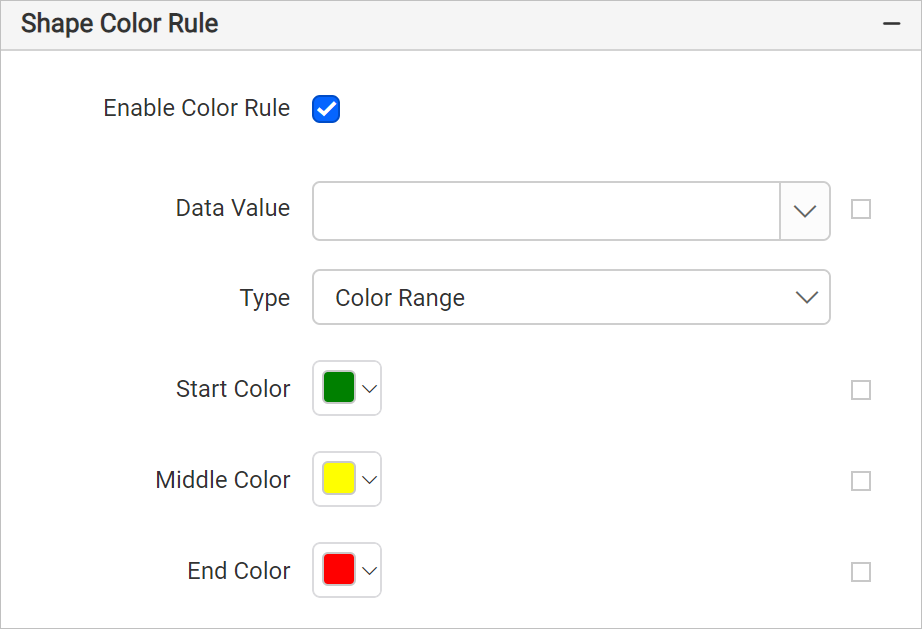 Shape Color Rule
Enable Color Rule
Data Value
Type
Color Range
Start Color
Middle Color
End Color